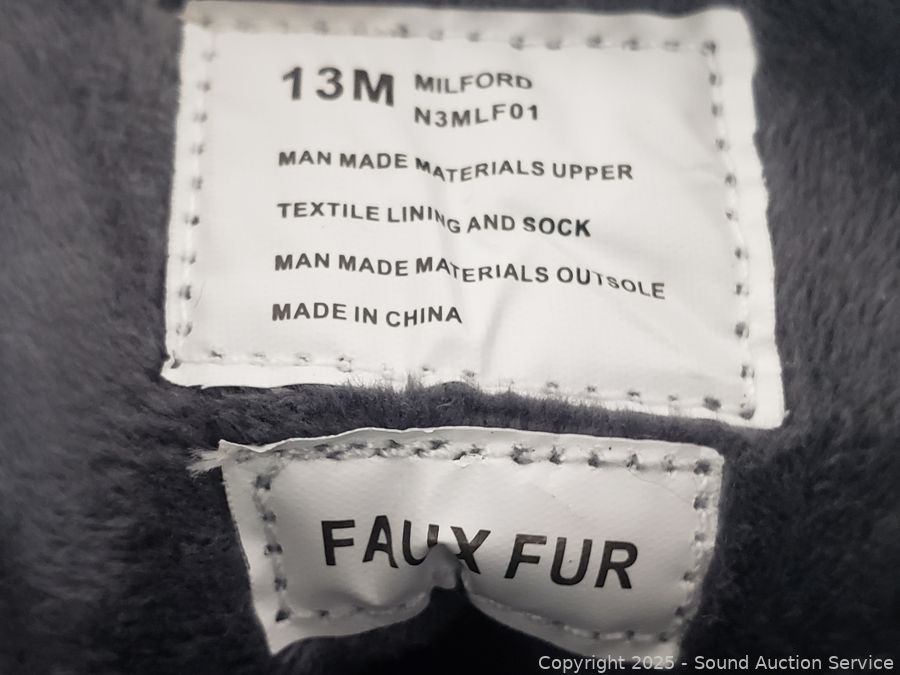 13M MILFORD
N3MLF01
MAN MADE MATERIALS UPPER
TEXTILE LINING AND SOCK
MAN MADE MATERIALS OUTSOLE
MADE IN CHINA
FAUX FUR
Copyright 2025 - Sound Auction Service